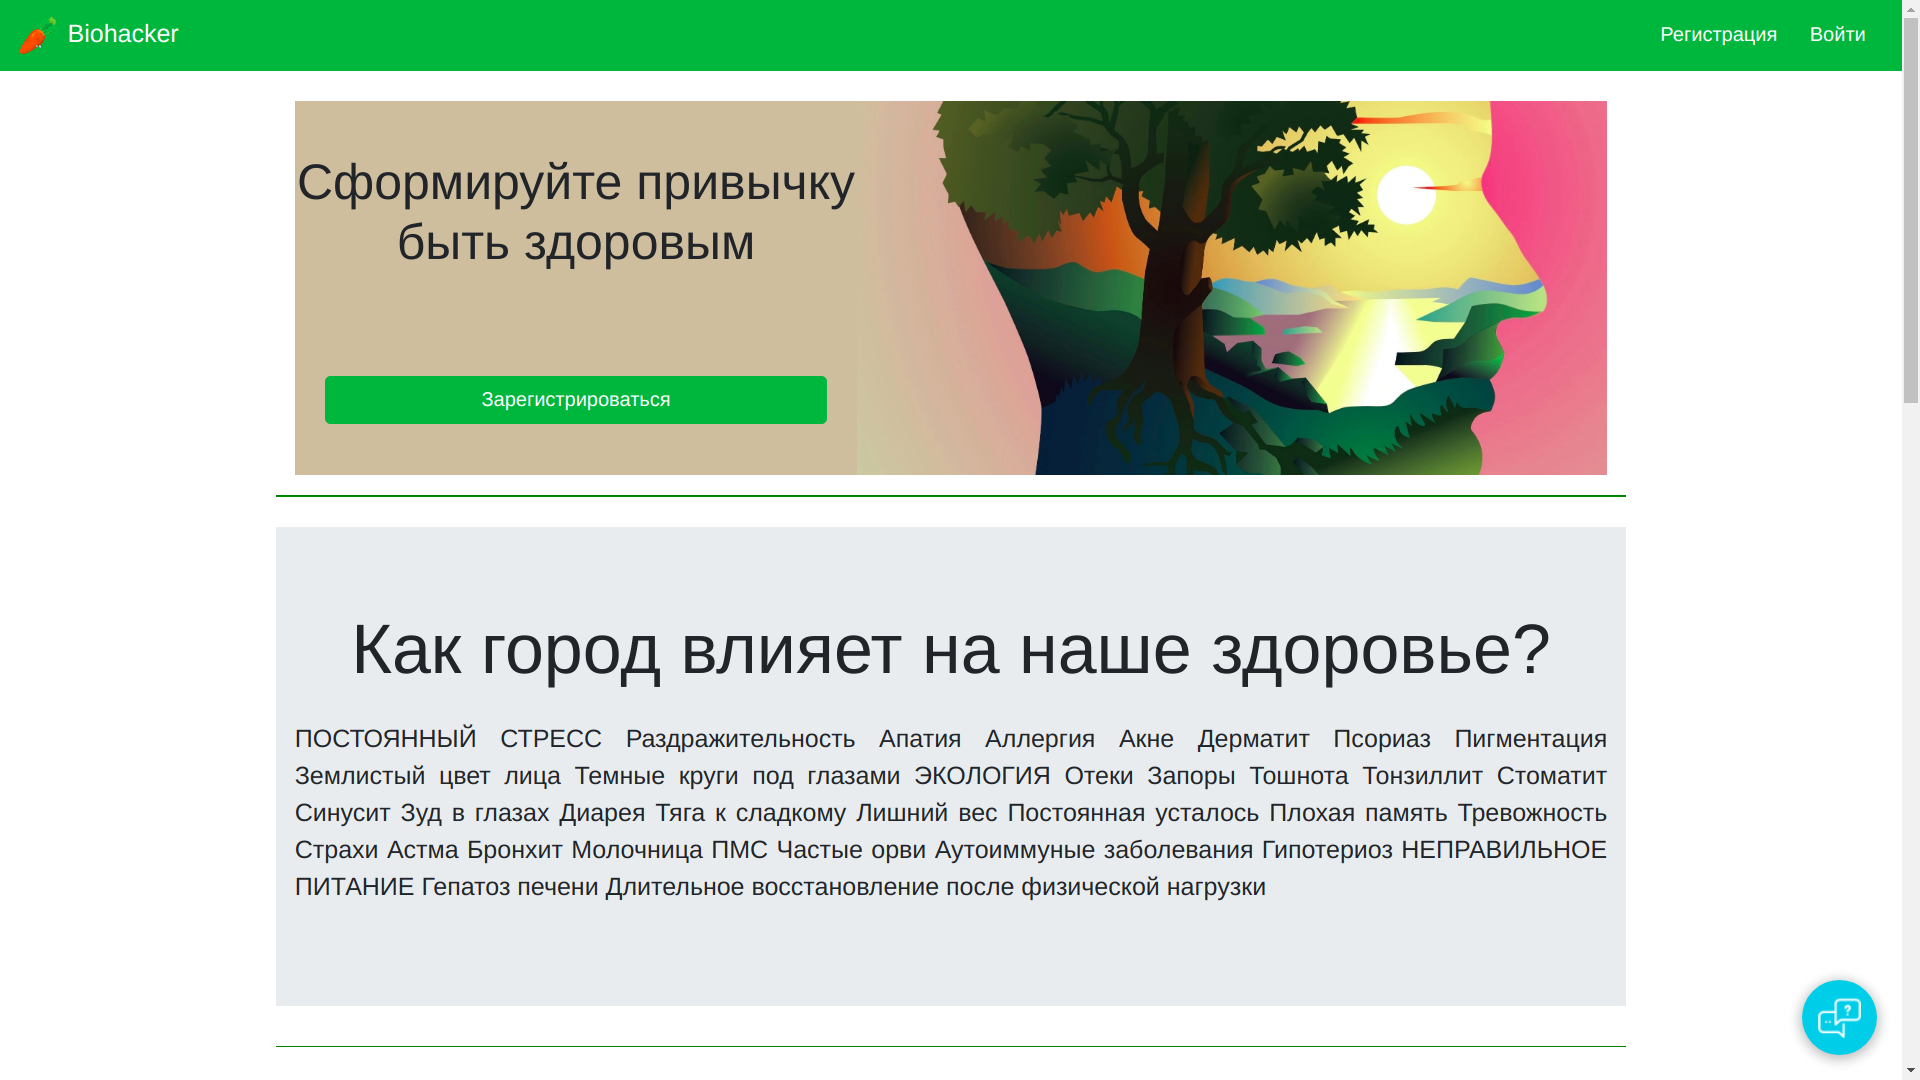 Biohacker
Регистрация
Войти
Сформируйте привычку
быть здоровым
Зарегистрироваться
Как город влияет на наше здоровье?
ПОСТОЯННЫЙ СТРЕСС Раздражительность Апатия Аллергия Акне Дерматит Псориаз Пигментация
Землистый цвет лица Темные круги под глазами ЭКОЛОГИЯ Отеки Запоры Тошнота Тонзиллит Стоматит
Синусит Зуд в глазах Диарея Тяга к сладкому Лишний вес Постоянная усталось Плохая память Тревожность
Страхи Астма Бронхит Молочница ПМС Частые орви Аутоиммуные заболевания Гипотериоз НЕПРАВИЛЬНОЕ
ПИТАНИЕ Гепатоз печени Длительное восстановление после физической нагрузки